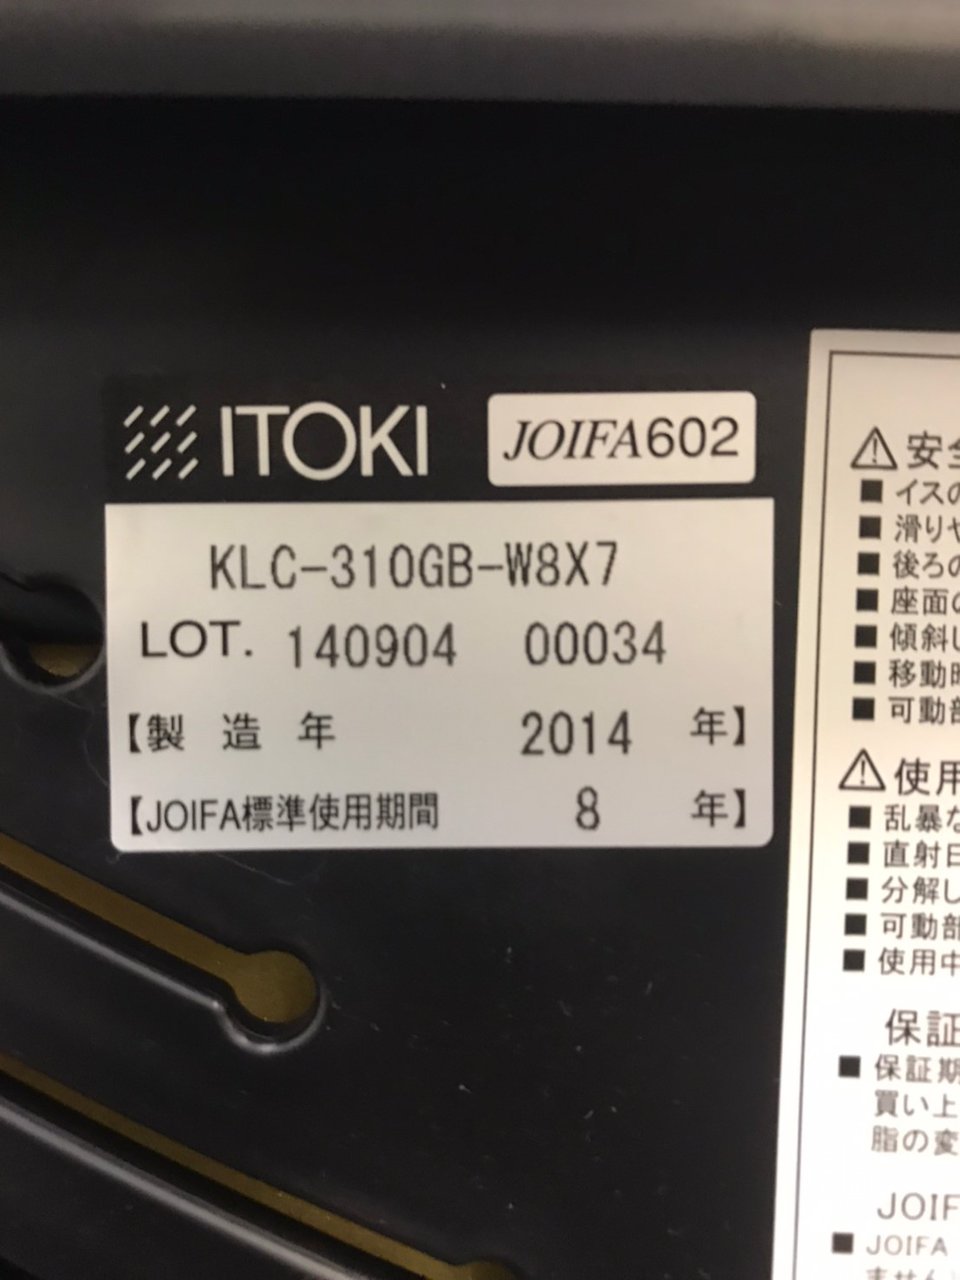 ITOKI JOIFA602
KLC-310GB-W8X7
LOT. 140904 00034
【製 造 年 2014 年】
【JOIFA標準使用期間 8 年】
⚠安全
■イスの
■滑りや
■後ろの
■座面の
■傾斜し
■移動時
■可動部
⚠使用
■乱暴な
■直射日
■分解し
■可動部
■使用中
保証
■保証期
買い上
脂の変
JOIF
■JOIFA
ません